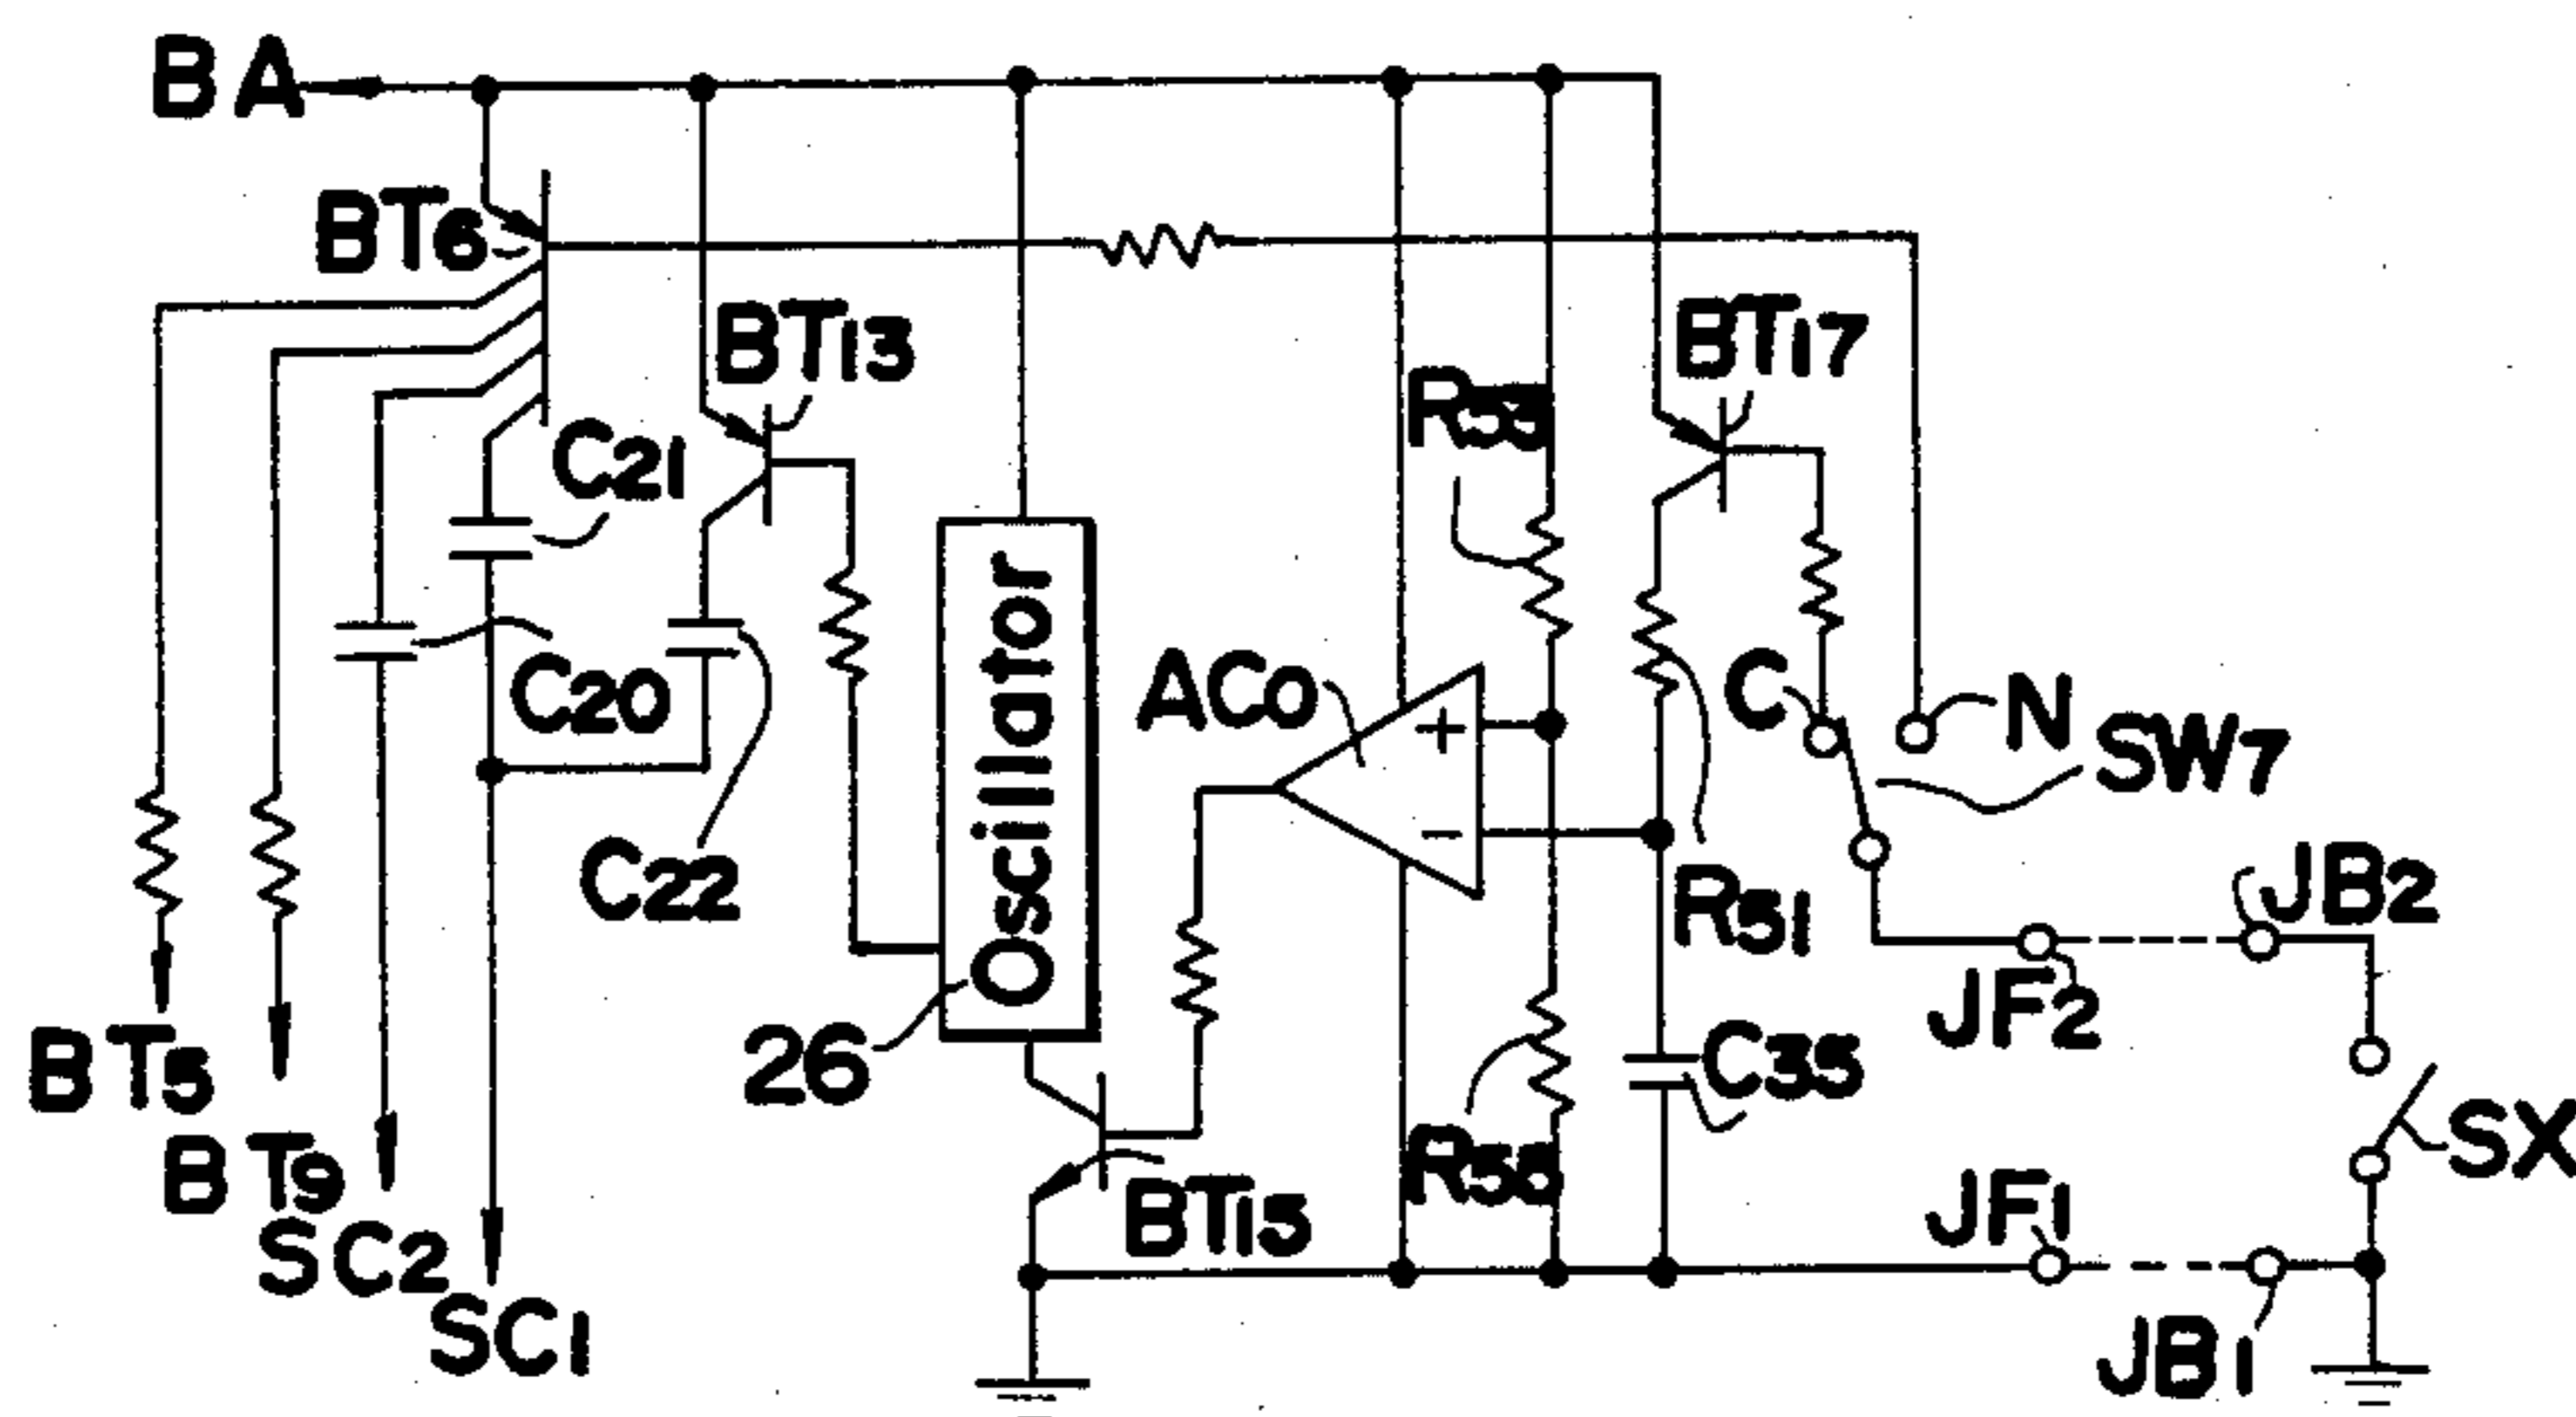 BA
BT6
BT13
BT17
R53
C21
C20
C22
AC0
+
−
C
N
SW7
Oscillator
R51
JB2
JF2
26
C35
BT5
BT9
SC2
SC1
BT15
R55
JF1
JB1
SX